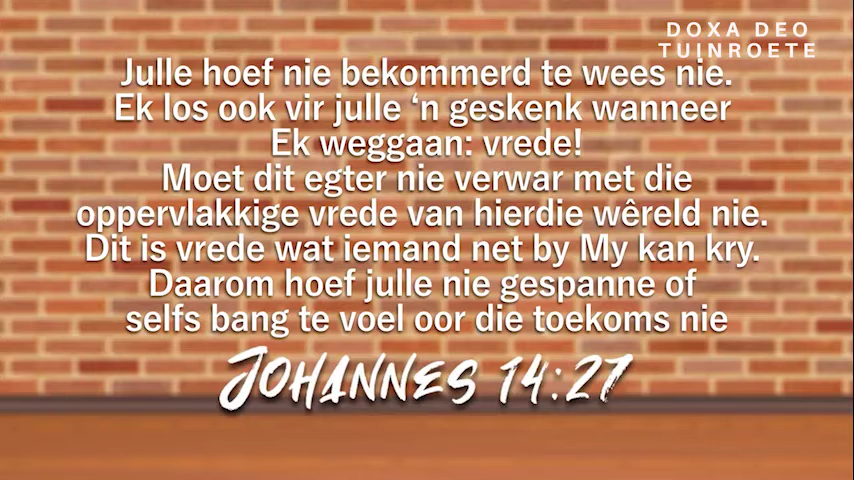 DOXA DEO
TUINROETE
Julle hoef nie bekommerd te wees nie.
Ek los ook vir julle ‘n geskenk wanneer
Ek weggaan: vrede!
Moet dit egter nie verwar met die
oppervlakkige vrede van hierdie wêreld nie.
Dit is vrede wat iemand net by My kan kry.
Daarom hoef julle nie gespanne of
selfs bang te voel oor die toekoms nie
JOHANNES 14:27